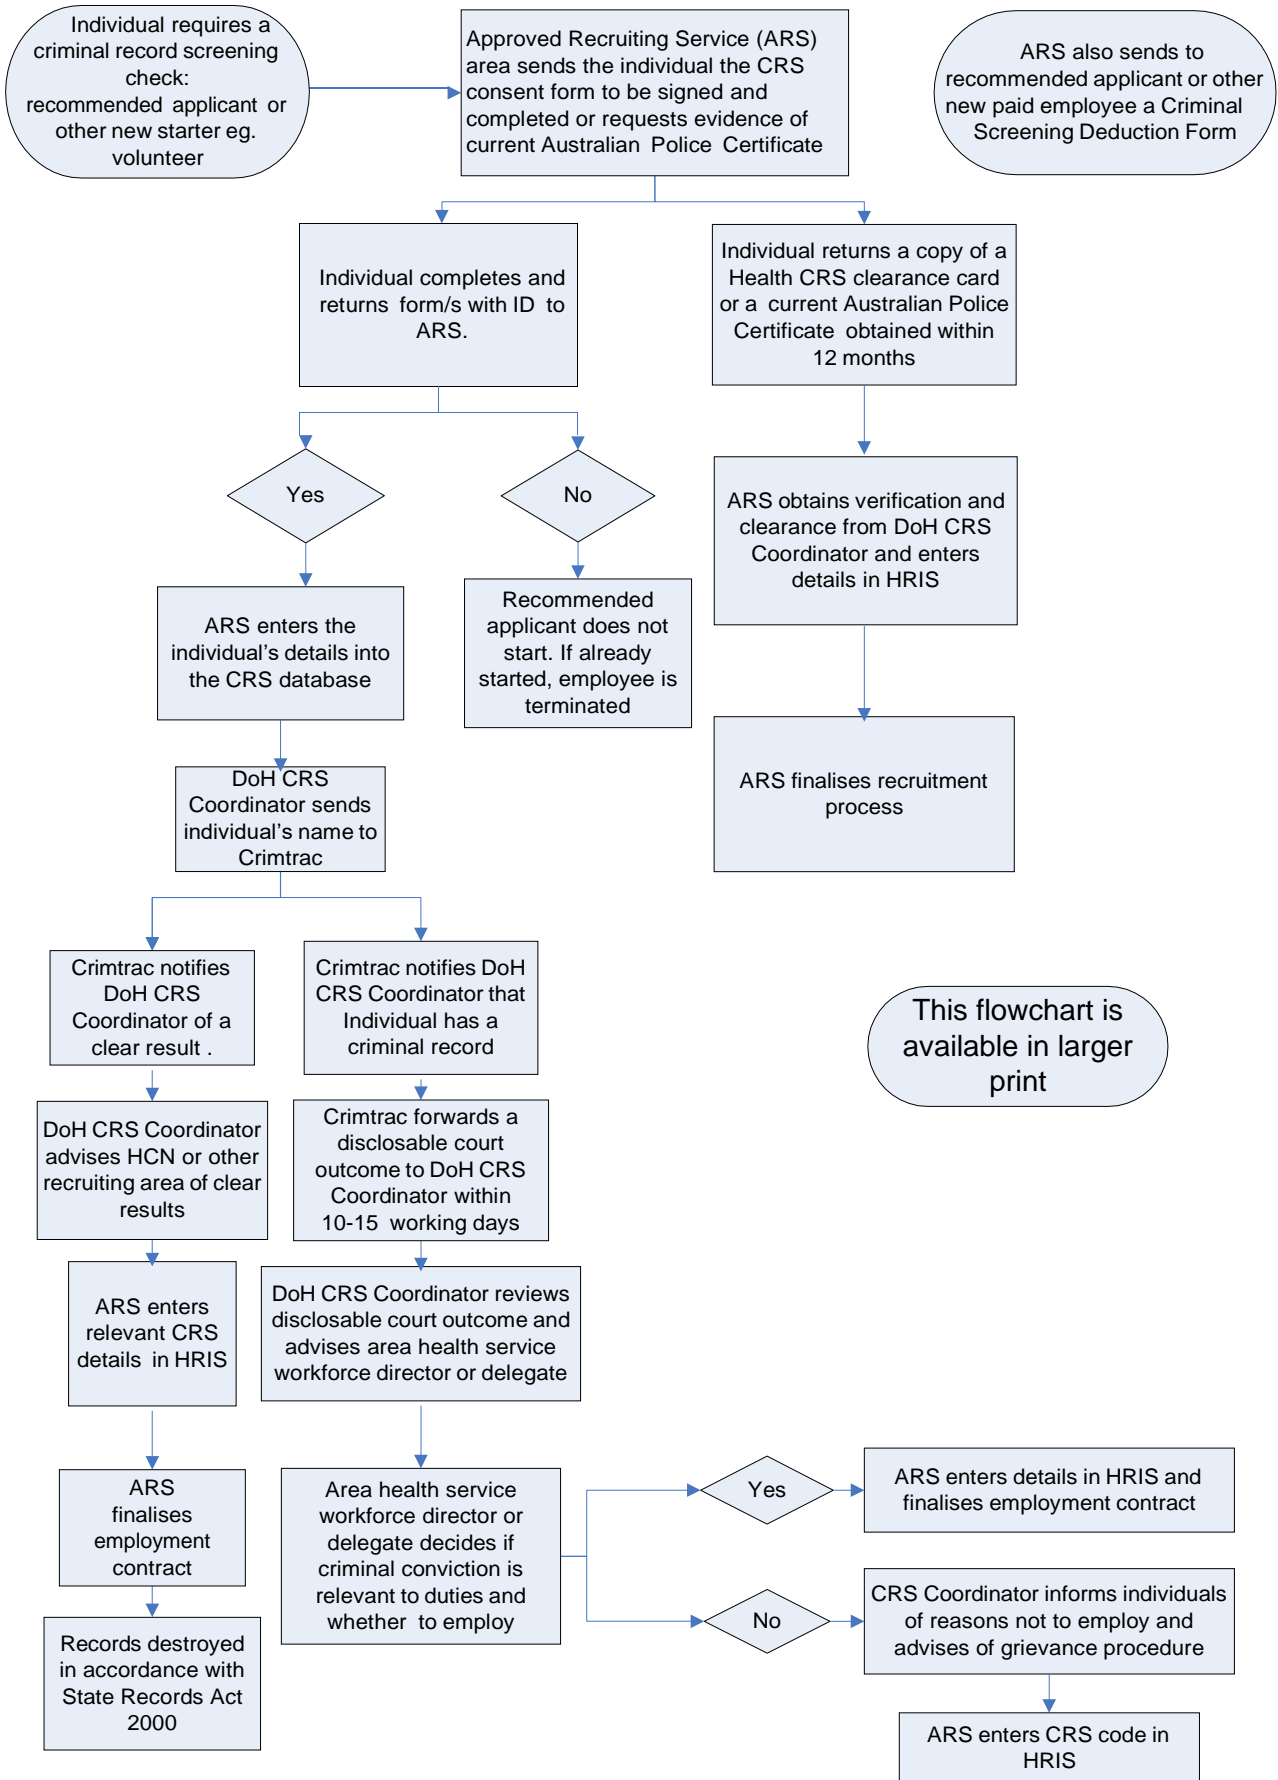 Individual requires a
criminal record screening
check:
recommended applicant or
other new starter eg.
volunteer
Approved Recruiting Service (ARS)
area sends the individual the CRS
consent form to be signed and
completed or requests evidence of
current Australian Police Certificate
ARS also sends to
recommended applicant or other
new paid employee a Criminal
Screening Deduction Form
Individual completes and
returns form/s with ID to
ARS.
Individual returns a copy of a
Health CRS clearance card
or a current Australian Police
Certificate obtained within
12 months
Yes
No
ARS obtains verification and
clearance from DoH CRS
Coordinator and enters
details in HRIS
ARS enters the
individual's details into
the CRS database
Recommended
applicant does not
start. If already
started, employee is
terminated
ARS finalises recruitment
process
DoH CRS
Coordinator sends
individual's name to
Crimtrac
Crimtrac notifies
DoH CRS
Coordinator of a
clear result .
Crimtrac notifies DoH
CRS Coordinator that
Individual has a
criminal record
This flowchart is
available in larger
print
DoH CRS Coordinator
advises HCN or other
recruiting area of clear
results
Crimtrac forwards a
disclosable court
outcome to DoH CRS
Coordinator within
10-15 working days
ARS enters
relevant CRS
details in HRIS
DoH CRS Coordinator reviews
disclosable court outcome and
advises area health service
workforce director or delegate
ARS
finalises
employment
contract
Area health service
workforce director or
delegate decides if
criminal conviction is
relevant to duties and
whether to employ
Yes
ARS enters details in HRIS and
finalises employment contract
No
CRS Coordinator informs individuals
of reasons not to employ and
advises of grievance procedure
Records destroyed
in accordance with
State Records Act
2000
ARS enters CRS code in
HRIS